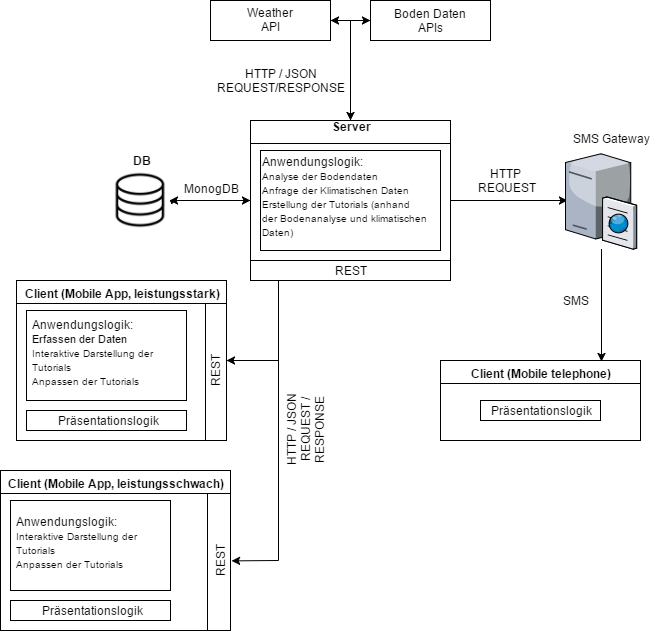 Weather
API
Boden Daten
APIs
HTTP / JSON
REQUEST/RESPONSE
Server
Anwendungslogik:
Analyse der Bodendaten
Anfrage der Klimatischen Daten
Erstellung der Tutorials (anhand
der Bodenanalyse und klimatischen
Daten)
REST
DB
MonogDB
HTTP
REQUEST
SMS Gateway
SMS
Client (Mobile App, leistungsstark)
Anwendungslogik:
Erfassen der Daten
Interaktive Darstellung der
Tutorials
Anpassen der Tutorials
Präsentationslogik
REST
HTTP / JSON
REQUEST /
RESPONSE
Client (Mobile telephone)
Präsentationslogik
Client (Mobile App, leistungsschwach)
Anwendungslogik:
Interaktive Darstellung der
Tutorials
Anpassen der Tutorials
Präsentationslogik
REST